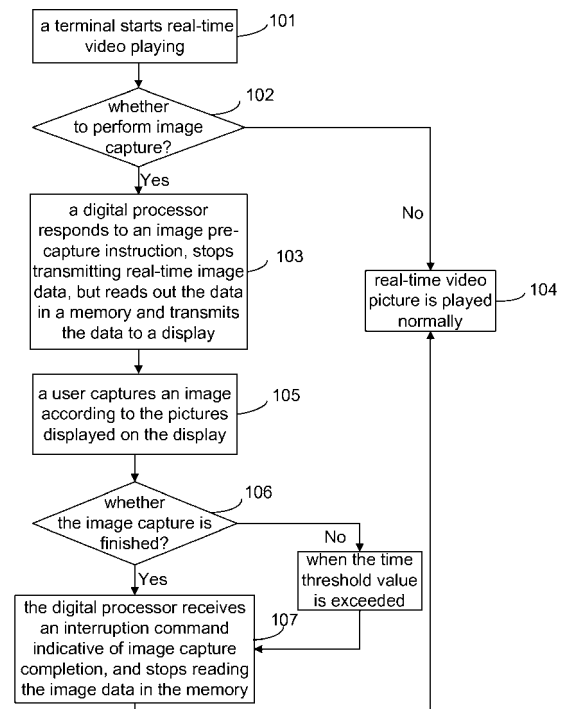 a terminal starts real-time
video playing
101
whether
to perform image
capture?
102
Yes
No
a digital processor
responds to an image pre-
capture instruction, stops
transmitting real-time image
data, but reads out the data
in a memory and transmits
the data to a display
103
real-time video
picture is played
normally
104
a user captures an image
according to the pictures
displayed on the display
105
whether
the image capture is
finished?
106
No
Yes
when the time
threshold value
is exceeded
the digital processor receives
an interruption command
indicative of image capture
completion, and stops reading
the image data in the memory
107